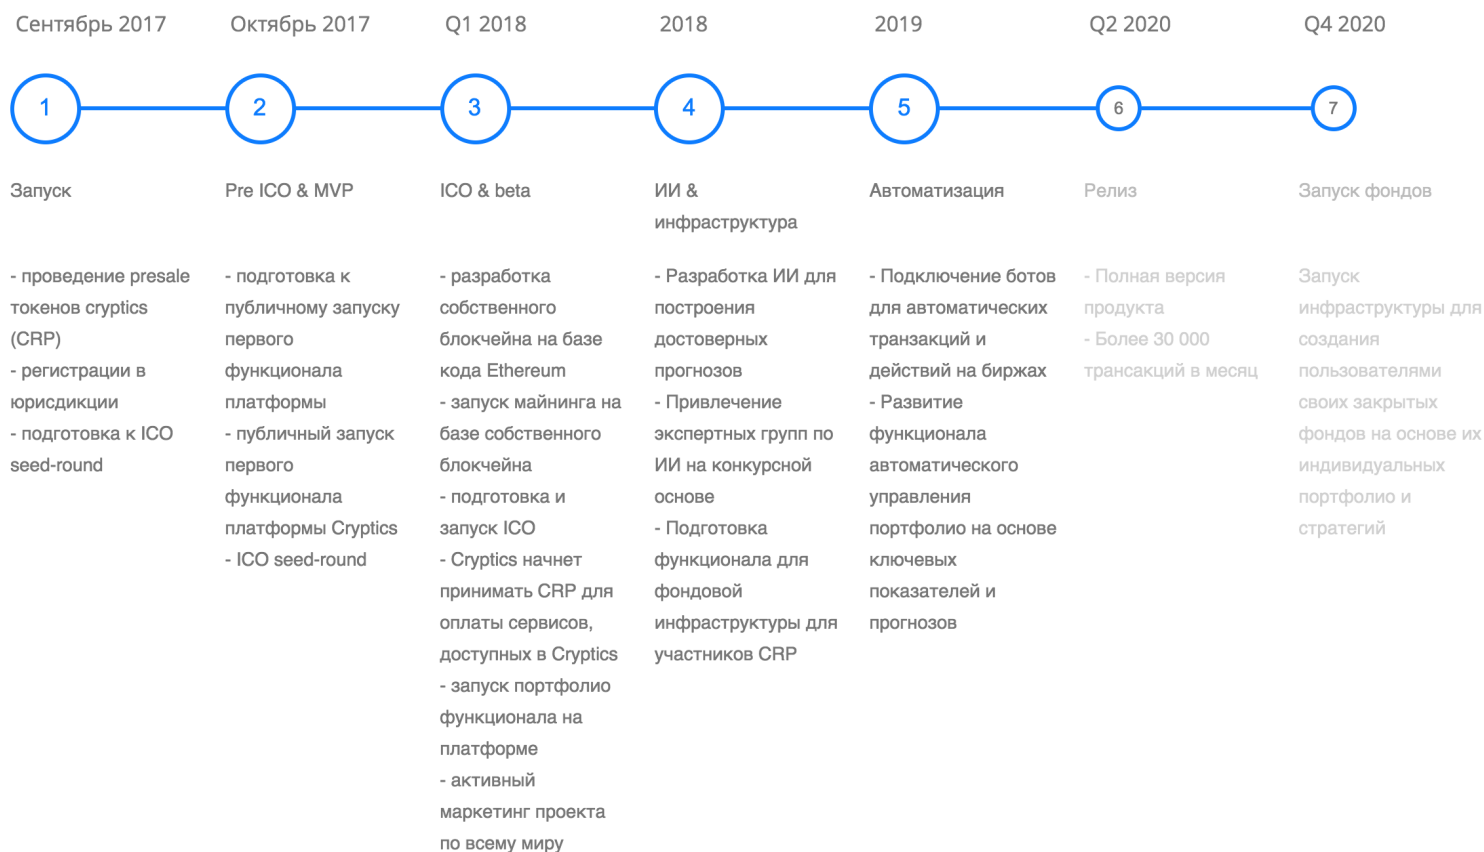 Сентябрь 2017
Октябрь 2017
Q1 2018
2018
2019
Q2 2020
Q4 2020
1
2
3
4
5
6
7
Запуск
- проведение presale
токенов cryptics
(CRP)
- регистрации в
юрисдикции
- подготовка к ICO
seed-round
Pre ICO & MVP
- подготовка к
публичному запуску
первого
функционала
платформы
- публичный запуск
первого
функционала
платформы Cryptics
- ICO seed-round
ICO & beta
- разработка
собственного
блокчейна на базе
кода Ethereum
- запуск майнинга на
базе собственного
блокчейна
- подготовка и
запуск ICO
- Cryptics начнет
принимать CRP для
оплаты сервисов,
доступных в Cryptics
- запуск портфолио
функционала на
платформе
- активный
маркетинг проекта
по всему миру
ИИ &
инфраструктура
- Разработка ИИ для
построения
достоверных
прогнозов
- Привлечение
экспертных групп по
ИИ на конкурсной
основе
- Подготовка
функционала для
фондовой
инфраструктуры для
участников CRP
Автоматизация
- Подключение ботов
для автоматических
транзакций и
действий на биржах
- Развитие
функционала
автоматического
управления
портфолио на основе
ключевых
показателей и
прогнозов
Релиз
- Полная версия
продукта
- Более 30 000
трансакций в месяц
Запуск фондов
Запуск
инфраструктуры для
создания
пользователями
своих закрытых
фондов на основе их
индивидуальных
портфолио и
стратегий